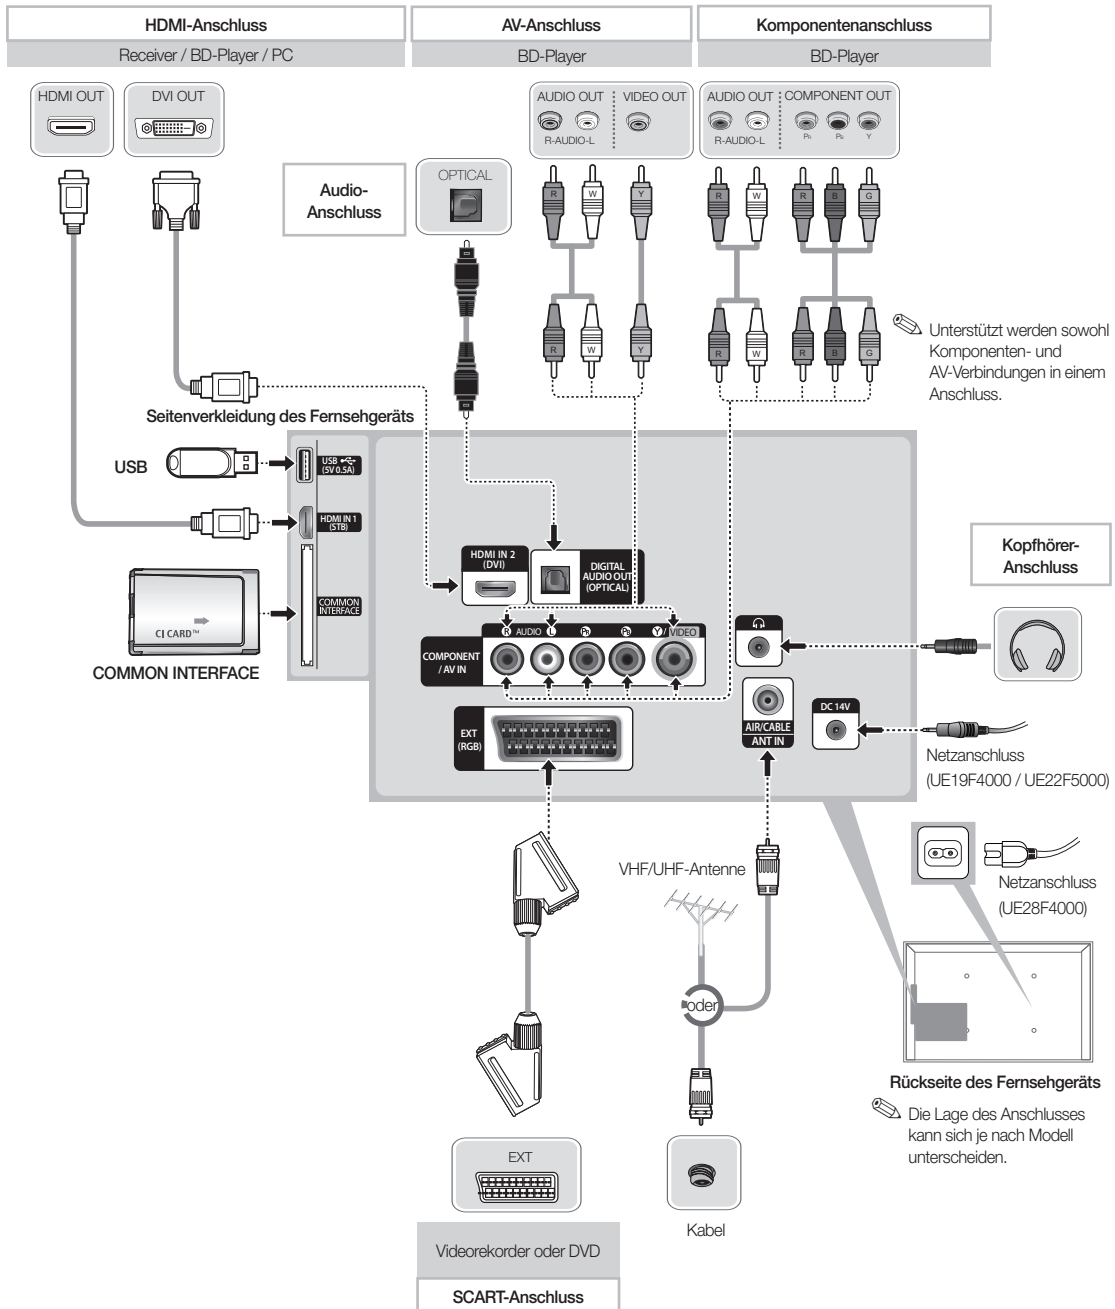 HDMI-Anschluss
Receiver / BD-Player / PC
AV-Anschluss
BD-Player
Komponentenanschluss
BD-Player
HDMI OUT
DVI OUT
AUDIO OUT
VIDEO OUT
R-AUDIO-L
AUDIO OUT
COMPONENT OUT
R-AUDIO-L
PR
PB
Y
Audio-
Anschluss
OPTICAL
R
W
Y
R
W
R
B
G
R
W
Y
R
W
R
B
G
Unterstützt werden sowohl
Komponenten- und
AV-Verbindungen in einem
Anschluss.
Seitenverkleidung des Fernsehgeräts
USB
USB
(5V 0.5A)
HDMI IN 1
(STB)
COMMON
INTERFACE
CI CARD™
COMMON INTERFACE
HDMI IN 2
(DVI)
DIGITAL
AUDIO OUT
(OPTICAL)
R AUDIO L PR PB Y VIDEO
COMPONENT
/ AV IN
EXT
(RGB)
AIR/CABLE
ANT IN
DC 14V
Kopfhörer-
Anschluss
Netzanschluss
(UE19F4000 / UE22F5000)
Netzanschluss
(UE28F4000)
VHF/UHF-Antenne
oder
Rückseite des Fernsehgeräts
Die Lage des Anschlusses
kann sich je nach Modell
unterscheiden.
EXT
Kabel
Videorekorder oder DVD
SCART-Anschluss